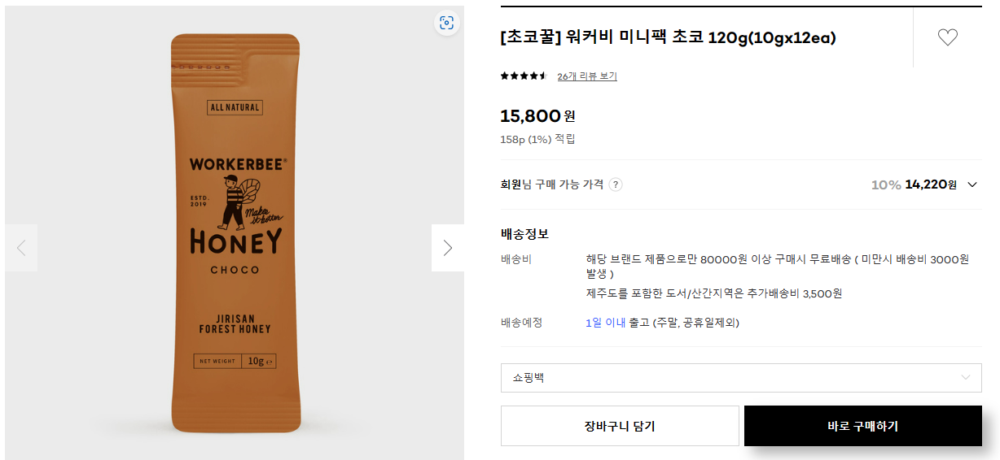 ALL NATURAL
WORKERBEE®
ESTD.
2019
Make
it better
HONEY
CHOCO
JIRISAN
FOREST HONEY
NET WEIGHT 10g ℮
[초코꿀] 워커비 미니팩 초코 120g(10gx12ea)
26개 리뷰 보기
15,800 원
158p (1%) 적립
회원님 구매 가능 가격 ? 10% 14,220원
배송정보
배송비 해당 브랜드 제품으로만 80000원 이상 구매시 무료배송 ( 미만시 배송비 3000원
발생 )
제주도를 포함한 도서/산간지역은 추가배송비 3,500원
배송예정 1일 이내 출고 (주말, 공휴일제외)
쇼핑백
장바구니 담기 바로 구매하기